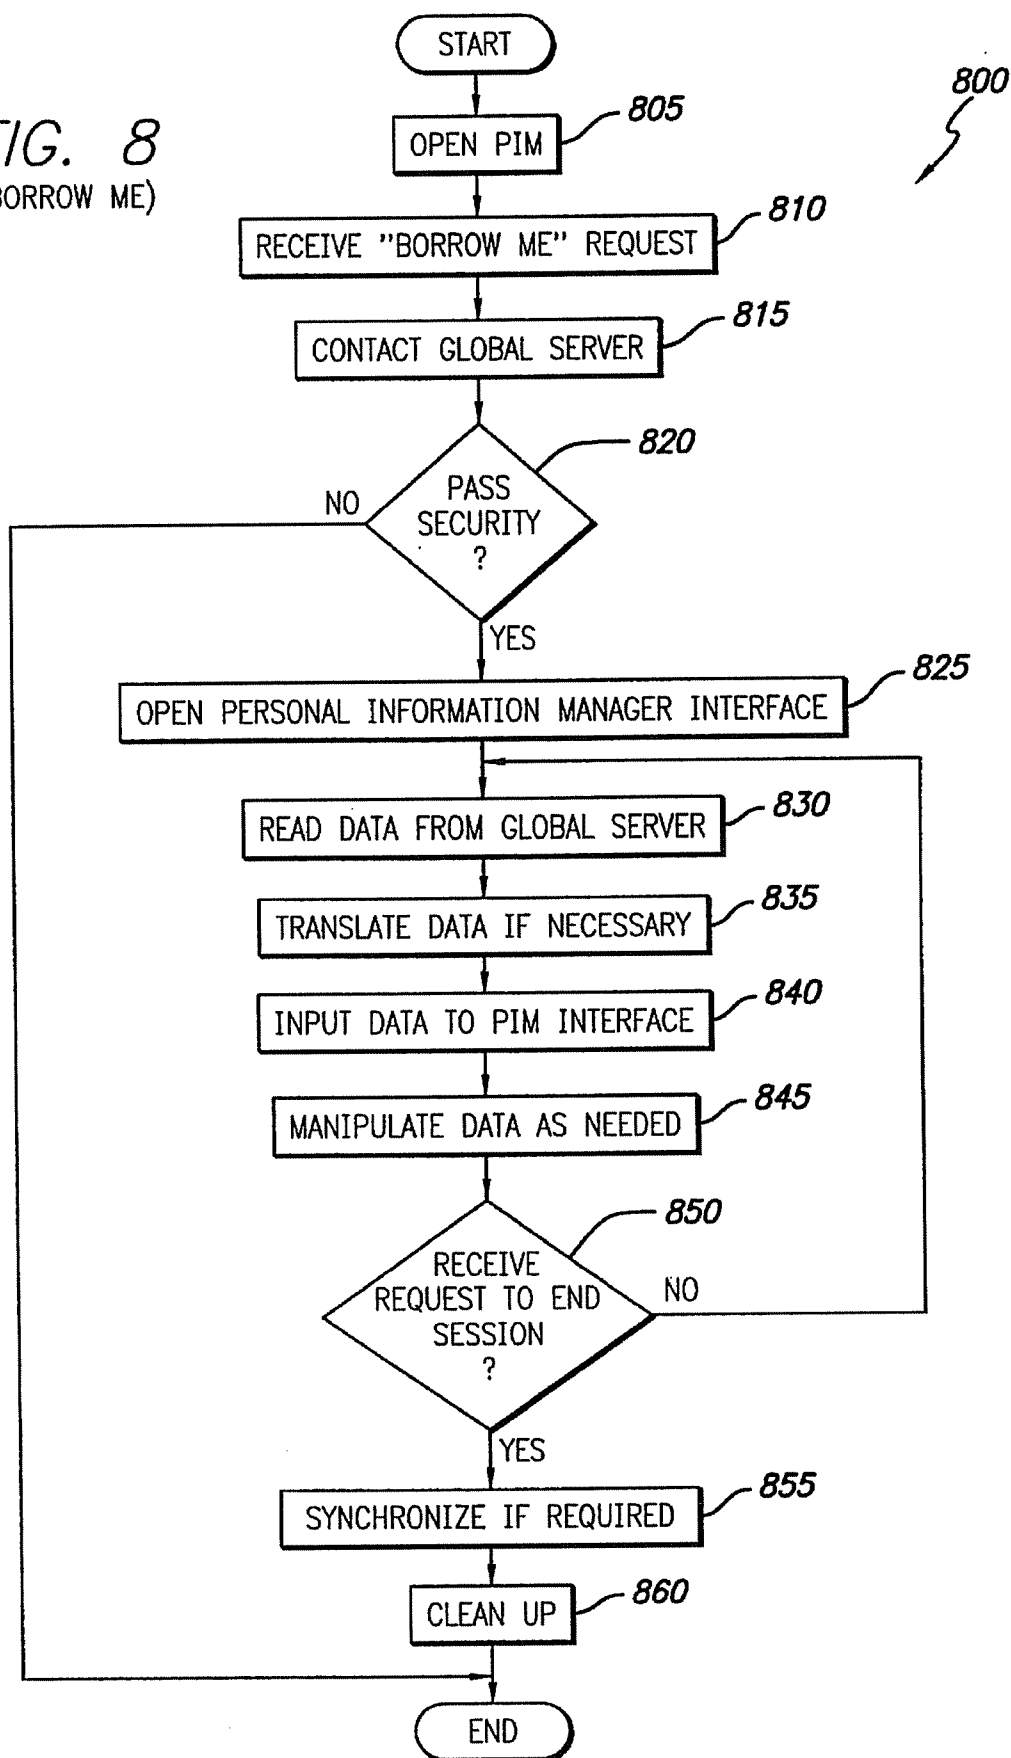 START
800
805
OPEN PIM
FIG. 8
(BORROW ME)
810
RECEIVE "BORROW ME" REQUEST
815
CONTACT GLOBAL SERVER
820
PASS
SECURITY
?
NO
YES
825
OPEN PERSONAL INFORMATION MANAGER INTERFACE
830
READ DATA FROM GLOBAL SERVER
835
TRANSLATE DATA IF NECESSARY
840
INPUT DATA TO PIM INTERFACE
845
MANIPULATE DATA AS NEEDED
850
RECEIVE
REQUEST TO END
SESSION
?
NO
YES
855
SYNCHRONIZE IF REQUIRED
860
CLEAN UP
END